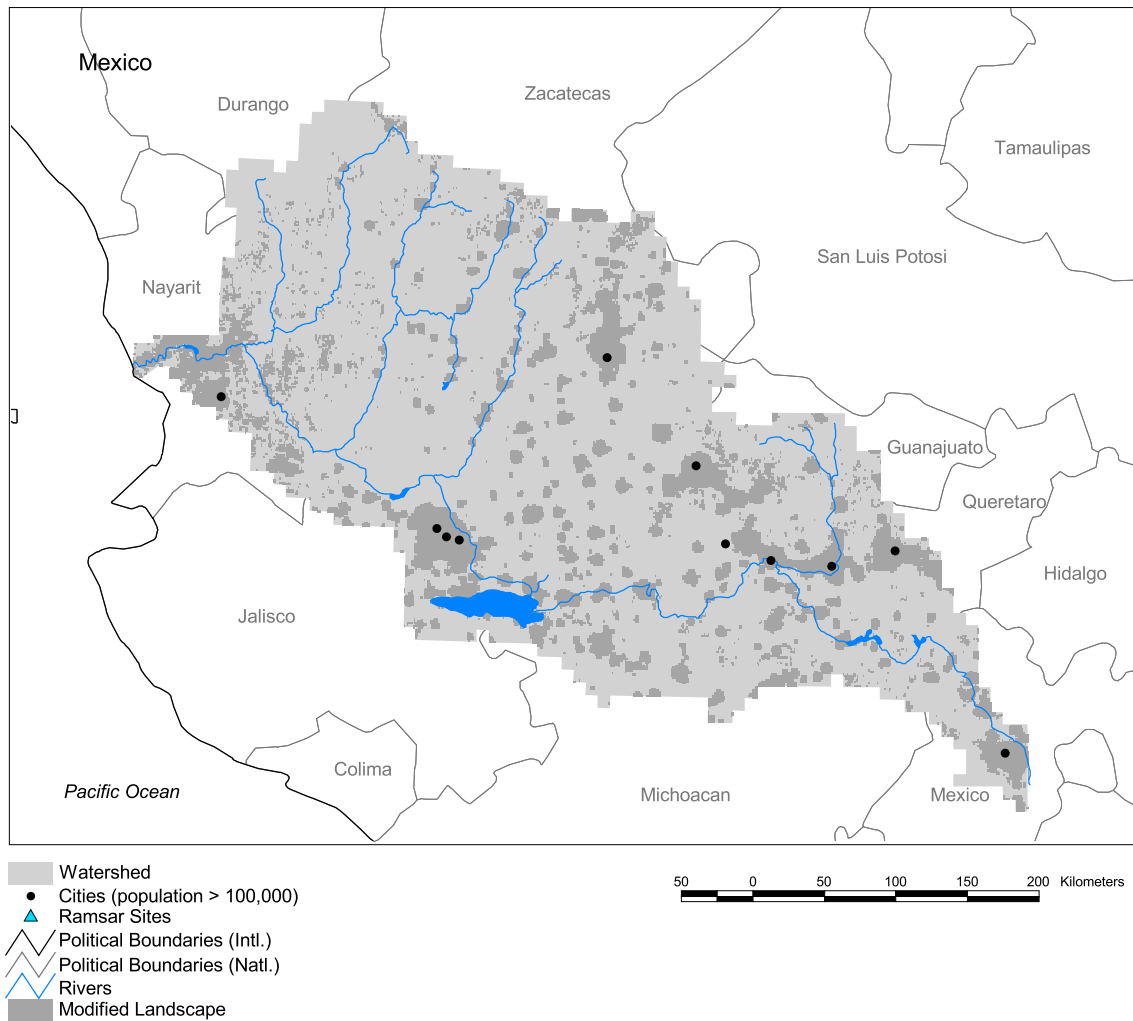 Mexico
Durango
Zacatecas
Tamaulipas
San Luis Potosi
Nayarit
Guanajuato
Queretaro
Hidalgo
Jalisco
Colima
Pacific Ocean
Michoacan
Mexico
Watershed
Cities (population > 100,000)
Ramsar Sites
Political Boundaries (Intl.)
Political Boundaries (Natl.)
Rivers
Modified Landscape
50 0 50 100 150 200 Kilometers